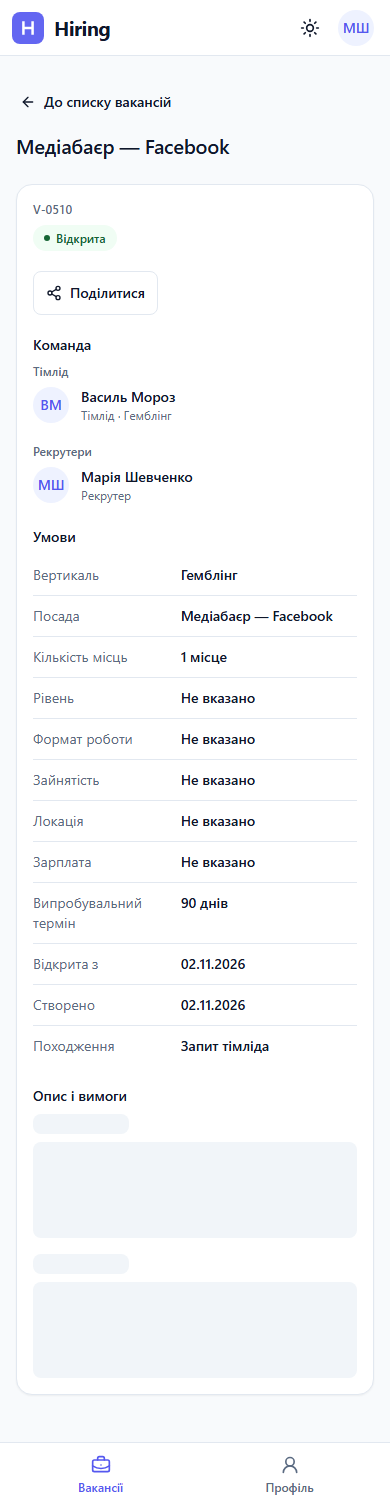 H Hiring МШ
До списку вакансій
Медіабаєр — Facebook
V-0510
Відкрита
Поділитися
Команда
Тімлід
ВМ
Василь Мороз
Тімлід · Гемблінг
Рекрутери
МШ
Марія Шевченко
Рекрутер
Умови
Вертикаль Гемблінг
Посада Медіабаєр — Facebook
Кількість місць 1 місце
Рівень Не вказано
Формат роботи Не вказано
Зайнятість Не вказано
Локація Не вказано
Зарплата Не вказано
Випробувальний 90 днів
термін
Відкрита з 02.11.2026
Створено 02.11.2026
Походження Запит тімліда
Опис і вимоги
Вакансії Профіль